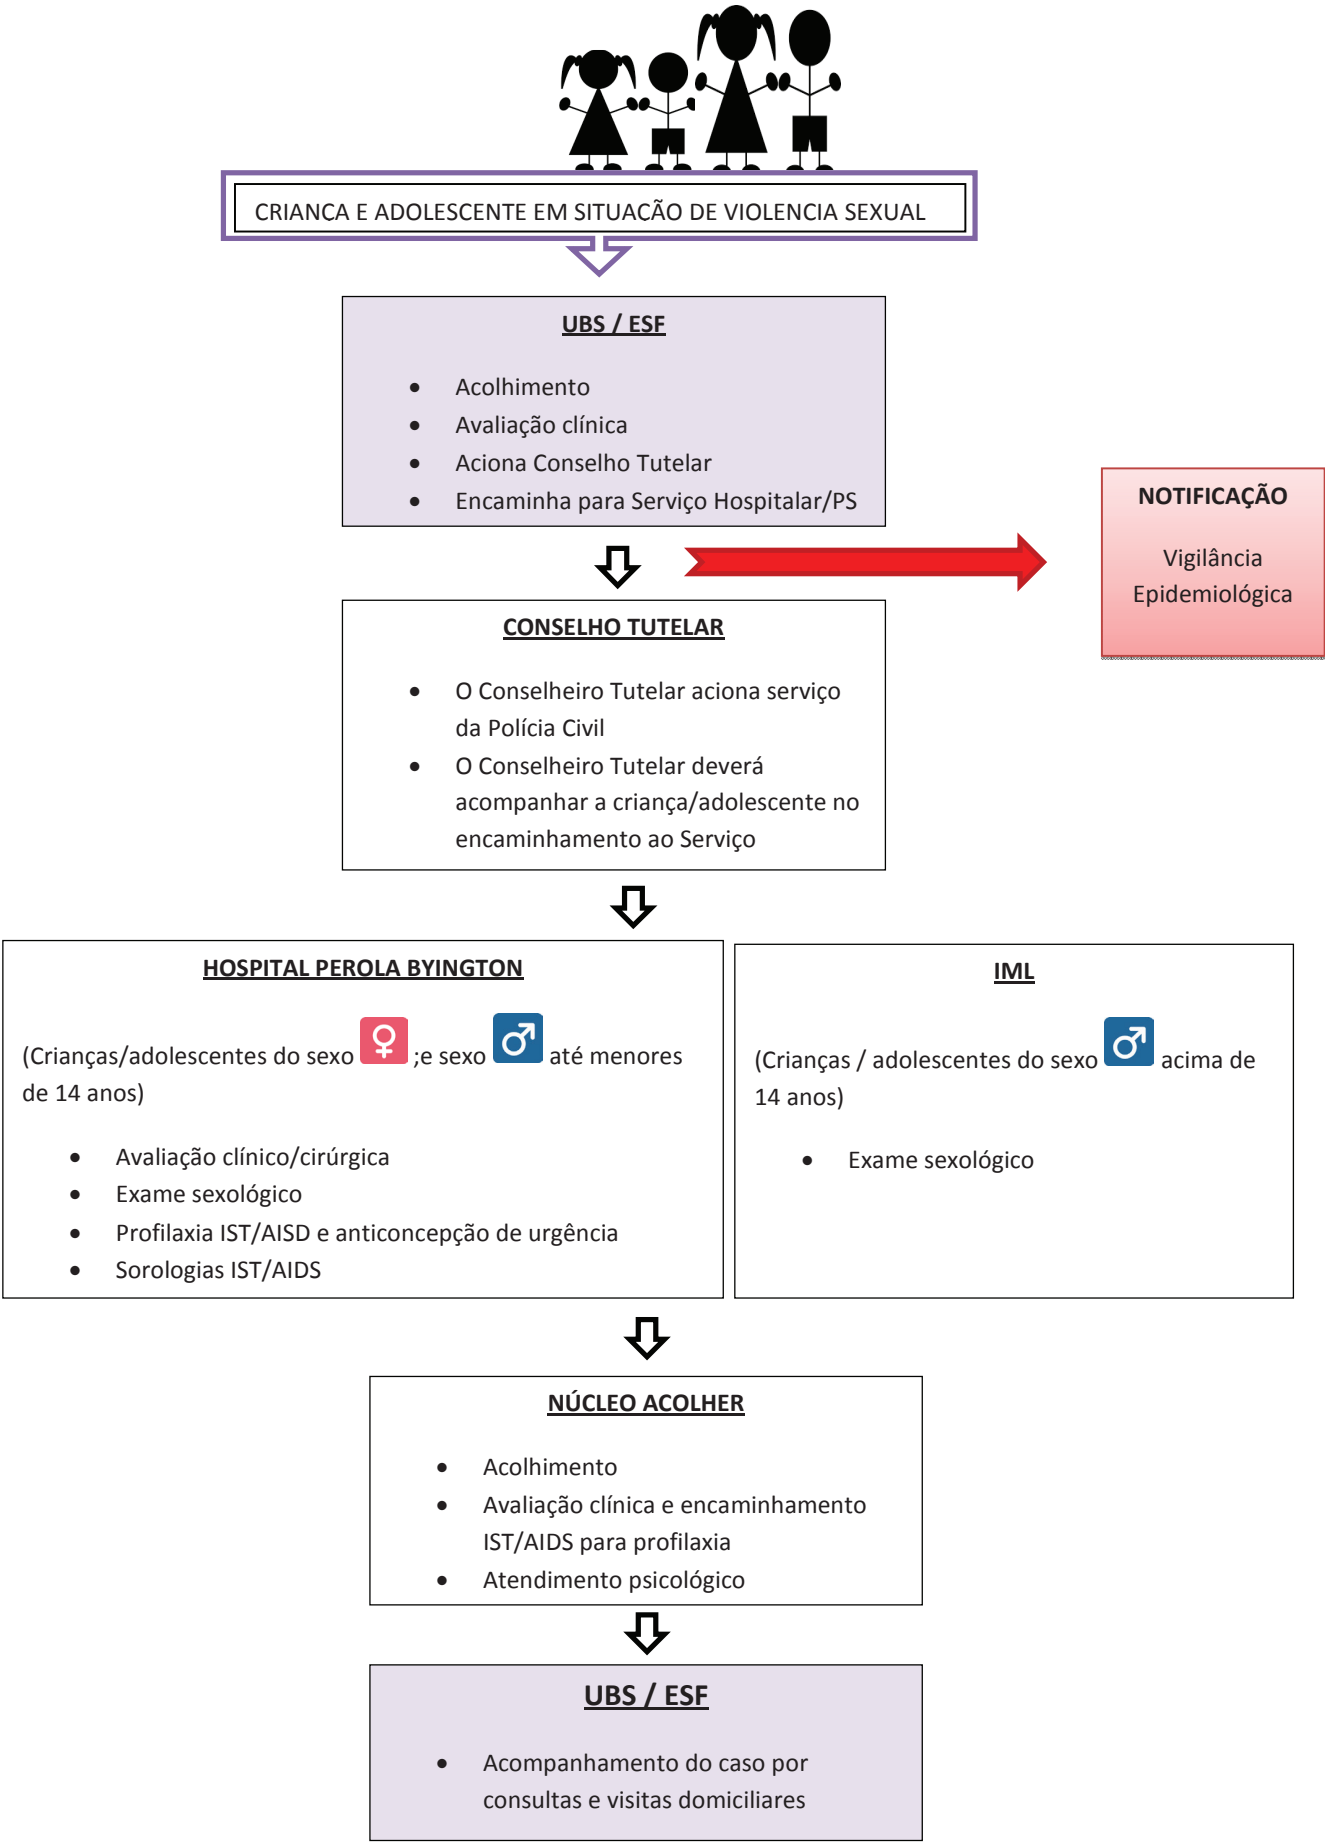 CRIANCA E ADOLESCENTE EM SITUACÃO DE VIOLENCIA SEXUAL
UBS / ESF
• Acolhimento
• Avaliação clínica
• Aciona Conselho Tutelar
• Encaminha para Serviço Hospitalar/PS
NOTIFICAÇÃO
Vigilância
Epidemiológica
CONSELHO TUTELAR
• O Conselheiro Tutelar aciona serviço
da Polícia Civil
• O Conselheiro Tutelar deverá
acompanhar a criança/adolescente no
encaminhamento ao Serviço
HOSPITAL PEROLA BYINGTON
(Crianças/adolescentes do sexo ♀ ;e sexo ♂ até menores
de 14 anos)
• Avaliação clínico/cirúrgica
• Exame sexológico
• Profilaxia IST/AISD e anticoncepção de urgência
• Sorologias IST/AIDS
IML
(Crianças / adolescentes do sexo ♂ acima de
14 anos)
• Exame sexológico
NÚCLEO ACOLHER
• Acolhimento
• Avaliação clínica e encaminhamento
IST/AIDS para profilaxia
• Atendimento psicológico
UBS / ESF
• Acompanhamento do caso por
consultas e visitas domiciliares